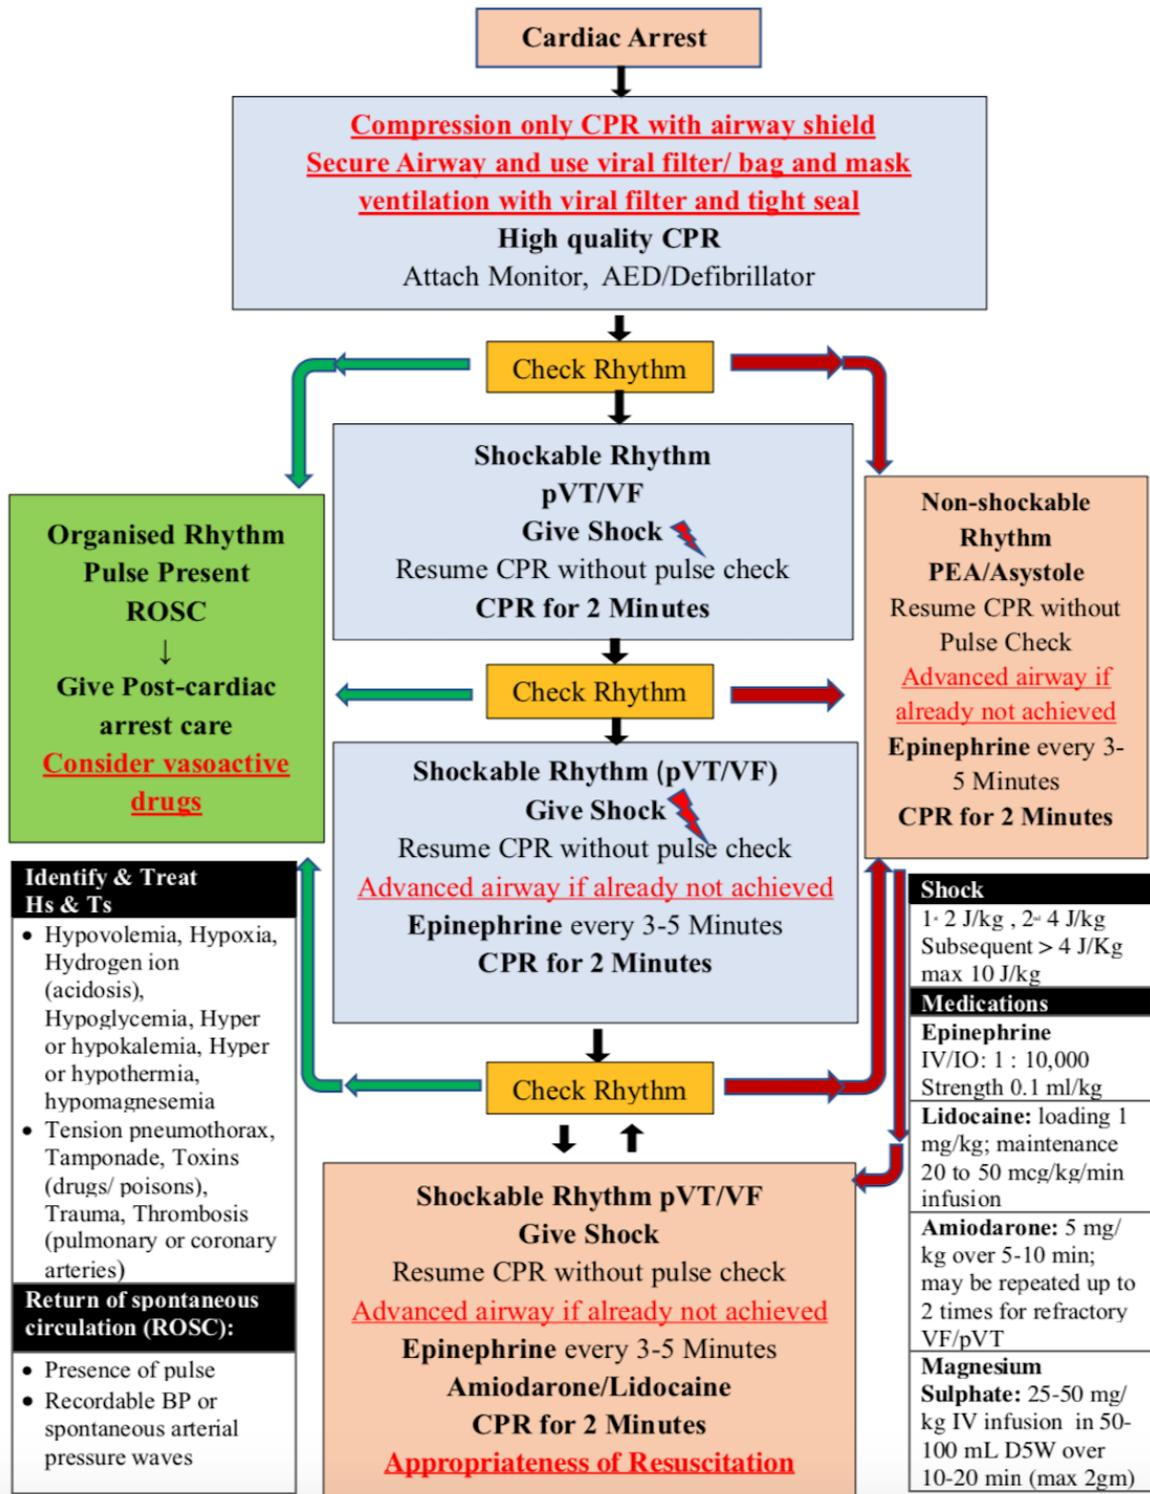 Cardiac Arrest
Compression only CPR with airway shield
Secure Airway and use viral filter/ bag and mask
ventilation with viral filter and tight seal
High quality CPR
Attach Monitor, AED/Defibrillator
Check Rhythm
Shockable Rhythm
pVT/VF
Give Shock
Resume CPR without pulse check
CPR for 2 Minutes
Organised Rhythm
Pulse Present
ROSC
↓
Give Post-cardiac
arrest care
Consider vasoactive
drugs
Non-shockable
Rhythm
PEA/Asystole
Resume CPR without
Pulse Check
Advanced airway if
already not achieved
Epinephrine every 3-
5 Minutes
CPR for 2 Minutes
Check Rhythm
Shockable Rhythm (pVT/VF)
Give Shock
Resume CPR without pulse check
Advanced airway if already not achieved
Epinephrine every 3-5 Minutes
CPR for 2 Minutes
Check Rhythm
Shockable Rhythm pVT/VF
Give Shock
Resume CPR without pulse check
Advanced airway if already not achieved
Epinephrine every 3-5 Minutes
Amiodarone/Lidocaine
CPR for 2 Minutes
Appropriateness of Resuscitation
Identify & Treat
Hs & Ts
• Hypovolemia, Hypoxia,
Hydrogen ion
(acidosis),
Hypoglycemia, Hyper
or hypokalemia, Hyper
or hypothermia,
hypomagnesemia
• Tension pneumothorax,
Tamponade, Toxins
(drugs/ poisons),
Trauma, Thrombosis
(pulmonary or coronary
arteries)
Return of spontaneous
circulation (ROSC):
• Presence of pulse
• Recordable BP or
spontaneous arterial
pressure waves
Shock
1 2 J/kg , 2 4 J/kg
Subsequent > 4 J/Kg
max 10 J/kg
Medications
Epinephrine
IV/IO: 1 : 10,000
Strength 0.1 ml/kg
Lidocaine: loading 1
mg/kg; maintenance
20 to 50 mcg/kg/min
infusion
Amiodarone: 5 mg/
kg over 5-10 min;
may be repeated up to
2 times for refractory
VF/pVT
Magnesium
Sulphate: 25-50 mg/
kg IV infusion in 50-
100 mL D5W over
10-20 min (max 2gm)